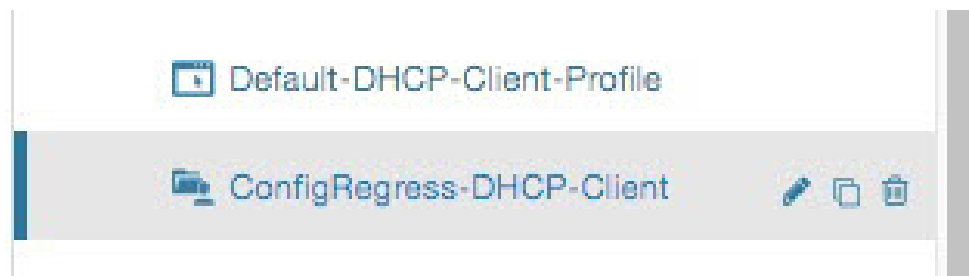 Default-DHCP-Client-Profile
ConfigRegress-DHCP-Client